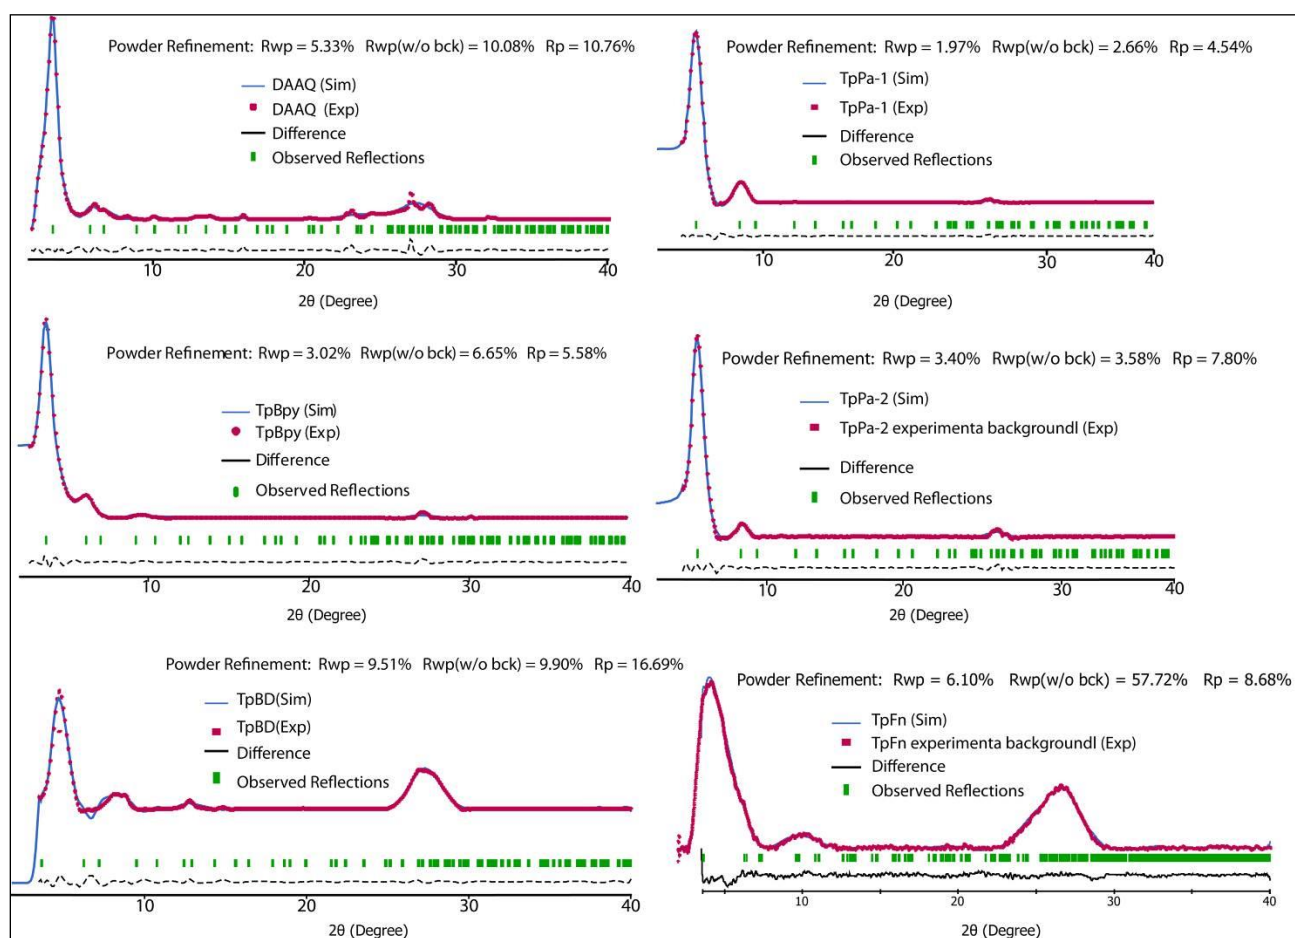 Powder Refinement: Rwp = 5.33% Rwp(w/o bck) = 10.08% Rp = 10.76%
DAAQ (Sim)
DAAQ (Exp)
Difference
Observed Reflections
10 20 30 40
2θ (Degree)
Powder Refinement: Rwp = 1.97% Rwp(w/o bck) = 2.66% Rp = 4.54%
TpPa-1 (Sim)
TpPa-1 (Exp)
Difference
Observed Reflections
10 20 30 40
2θ (Degree)
Powder Refinement: Rwp = 3.02% Rwp(w/o bck) = 6.65% Rp = 5.58%
TpBpy (Sim)
TpBpy (Exp)
Difference
Observed Reflections
10 20 30 40
2θ (Degree)
Powder Refinement: Rwp = 3.40% Rwp(w/o bck) = 3.58% Rp = 7.80%
TpPa-2 (Sim)
TpPa-2 experimenta backgroundl (Exp)
Difference
Observed Reflections
10 20 30 40
2θ (Degree)
Powder Refinement: Rwp = 9.51% Rwp(w/o bck) = 9.90% Rp = 16.69%
TpBD(Sim)
TpBD(Exp)
Difference
Observed Reflections
10 20 30 40
2θ (Degree)
Powder Refinement: Rwp = 6.10% Rwp(w/o bck) = 57.72% Rp = 8.68%
TpFn (Sim)
TpFn experimenta backgroundl (Exp)
Difference
Observed Reflections
10 20 30 40
2θ (Degree)